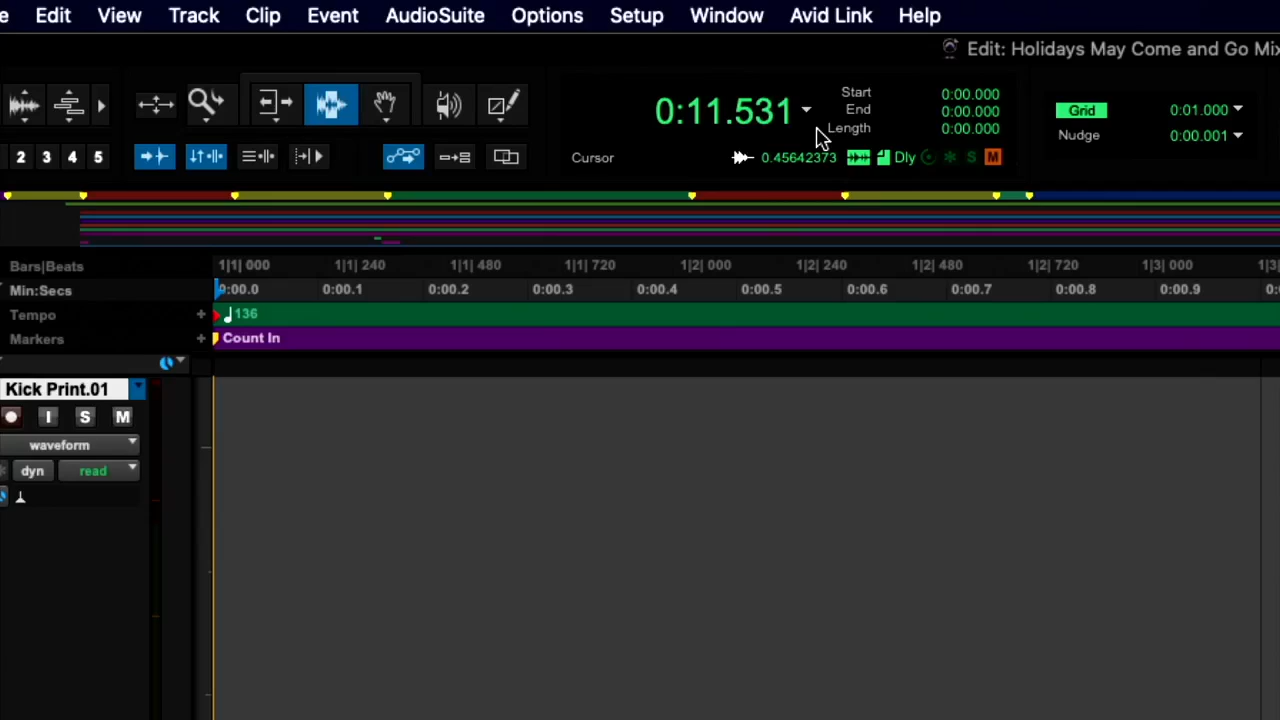 Edit View Track Clip Event AudioSuite Options Setup Window Avid Link Help
Edit: Holidays May Come and Go Mix
0:11.531
Start 0:00.000
End 0:00.000
Length 0:00.000
Grid 0:01.000
Nudge 0:00.001
2 3 4 5
Cursor 0.45642373 Dly S M
Bars|Beats 1|1| 000 1|1| 240 1|1| 480 1|1| 720 1|2| 000 1|2| 240 1|2| 480 1|2| 720 1|3| 000 1|3|
Min:Secs 0:00.0 0:00.1 0:00.2 0:00.3 0:00.4 0:00.5 0:00.6 0:00.7 0:00.8 0:00.9
Tempo + 136
Markers + Count In
Kick Print.01
I S M
waveform
dyn read